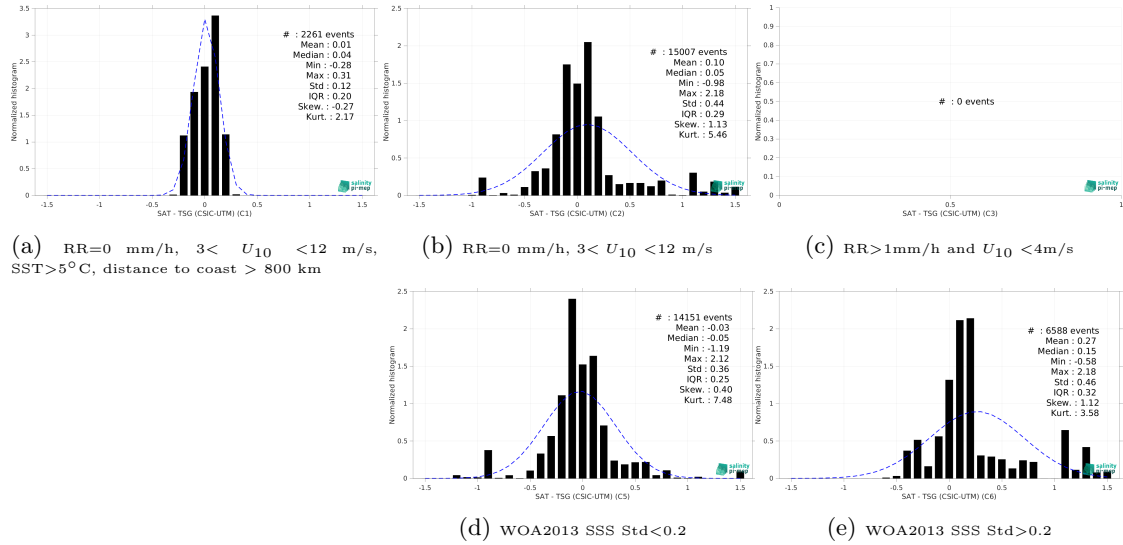 3.5
3
2.5
2
1.5
1
0.5
0
-1.5 -1 -0.5 0 0.5 1 1.5
Normalized histogram
# : 2261 events
Mean : 0.01
Median : 0.04
Min : -0.28
Max : 0.31
Std : 0.12
IQR : 0.20
Skew. : -0.27
Kurt. : 2.17
salinity
pi-mep
SAT - TSG (CSIC-UTM) (C1)
(a) RR=0 mm/h, 3< U10 <12 m/s,
SST>5°C, distance to coast > 800 km
2.5
2
1.5
1
0.5
0
-1.5 -1 -0.5 0 0.5 1 1.5
Normalized histogram
# : 15007 events
Mean : 0.10
Median : 0.05
Min : -0.98
Max : 2.18
Std : 0.44
IQR : 0.29
Skew. : 1.13
Kurt. : 5.46
salinity
pi-mep
SAT - TSG (CSIC-UTM) (C2)
(b) RR=0 mm/h, 3< U10 <12 m/s
1
0.9
0.8
0.7
0.6
0.5
0.4
0.3
0.2
0.1
0
0 0.5 1
Normalized histogram
# : 0 events
salinity
pi-mep
SAT - TSG (CSIC-UTM) (C3)
(c) RR>1mm/h and U10 <4m/s
2.5
2
1.5
1
0.5
0
-1.5 -1 -0.5 0 0.5 1 1.5
Normalized histogram
# : 14151 events
Mean : -0.03
Median : -0.05
Min : -1.19
Max : 2.12
Std : 0.36
IQR : 0.25
Skew. : 0.40
Kurt. : 7.48
salinity
pi-mep
SAT - TSG (CSIC-UTM) (C5)
(d) WOA2013 SSS Std<0.2
2.5
2
1.5
1
0.5
0
-1.5 -1 -0.5 0 0.5 1 1.5
Normalized histogram
# : 6588 events
Mean : 0.27
Median : 0.15
Min : -0.58
Max : 2.18
Std : 0.46
IQR : 0.32
Skew. : 1.12
Kurt. : 3.58
salinity
pi-mep
SAT - TSG (CSIC-UTM) (C6)
(e) WOA2013 SSS Std>0.2